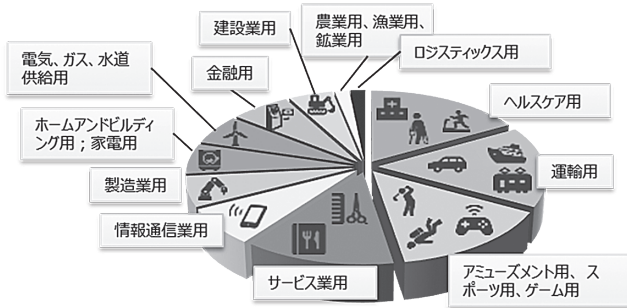 建設業用
農業用、漁業用、
鉱業用
ロジスティックス用
電気、ガス、水道
供給用
金融用
ヘルスケア用
ホームアンドビルディ
ング用；家電用
運輸用
製造業用
情報通信業用
サービス業用
アミューズメント用、ス
ポーツ用、ゲーム用